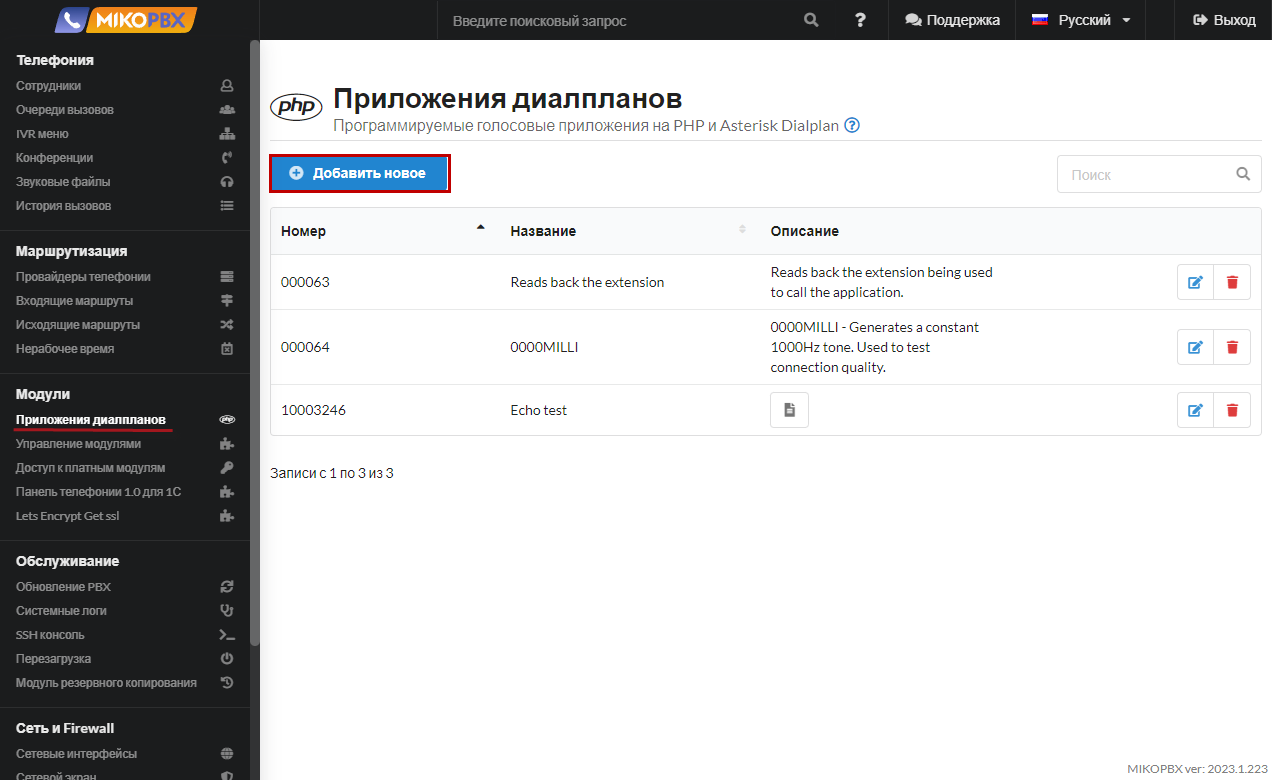 MIKOPBX
Введите поисковый запрос
?
Поддержка
Русский
Выход
Телефония
Сотрудники
Очереди вызовов
IVR меню
Конференции
Звуковые файлы
История вызовов
Маршрутизация
Провайдеры телефонии
Входящие маршруты
Исходящие маршруты
Нерабочее время
Модули
Приложения диалпланов
php
Управление модулями
Доступ к платным модулям
Панель телефонии 1.0 для 1С
Lets Encrypt Get ssl
Обслуживание
Обновление PBX
Системные логи
SSH консоль
Перезагрузка
Модуль резервного копирования
Сеть и Firewall
Сетевые интерфейсы
Сетевой экран
php
Приложения диалпланов
Программируемые голосовые приложения на PHP и Asterisk Dialplan ?
Добавить новое
Поиск
Номер Название Описание
000063 Reads back the extension Reads back the extension being used
to call the application.
000064 0000MILLI 0000MILLI - Generates a constant
1000Hz tone. Used to test
connection quality.
10003246 Echo test
Записи с 1 по 3 из 3
MIKOPBX ver: 2023.1.223